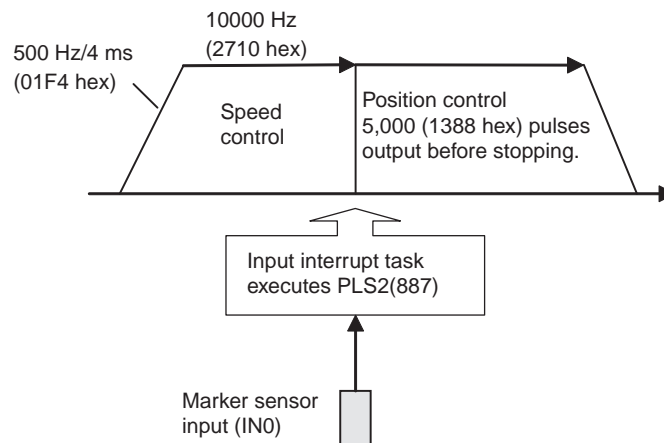 10000 Hz
(2710 hex)
500 Hz/4 ms
(01F4 hex)
Speed
control
Position control
5,000 (1388 hex) pulses
output before stopping.
Input interrupt task
executes PLS2(887)
Marker sensor
input (IN0)